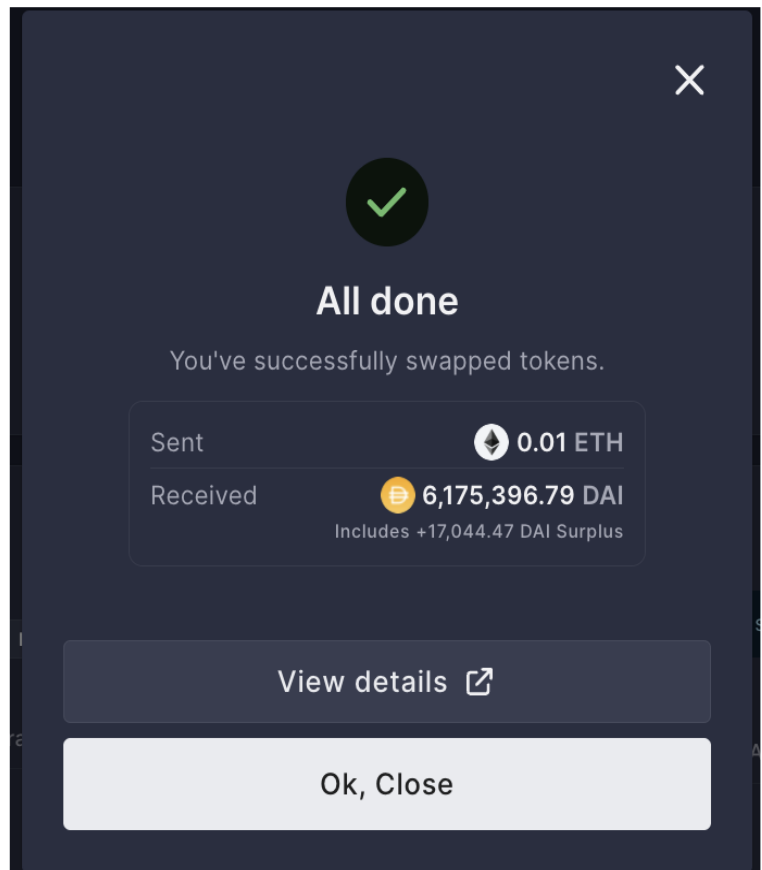 All done
You've successfully swapped tokens.
Sent 0.01 ETH
Received 6,175,396.79 DAI
Includes +17,044.47 DAI Surplus
View details
Ok, Close